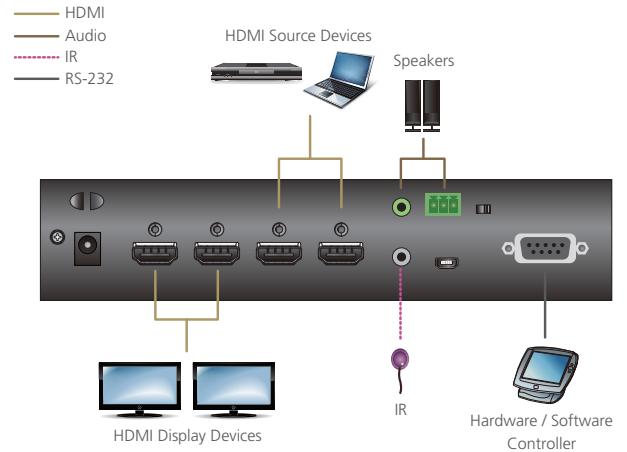 HDMI
Audio
IR
RS-232
HDMI Source Devices
Speakers
HDMI Display Devices
IR
Hardware / Software
Controller